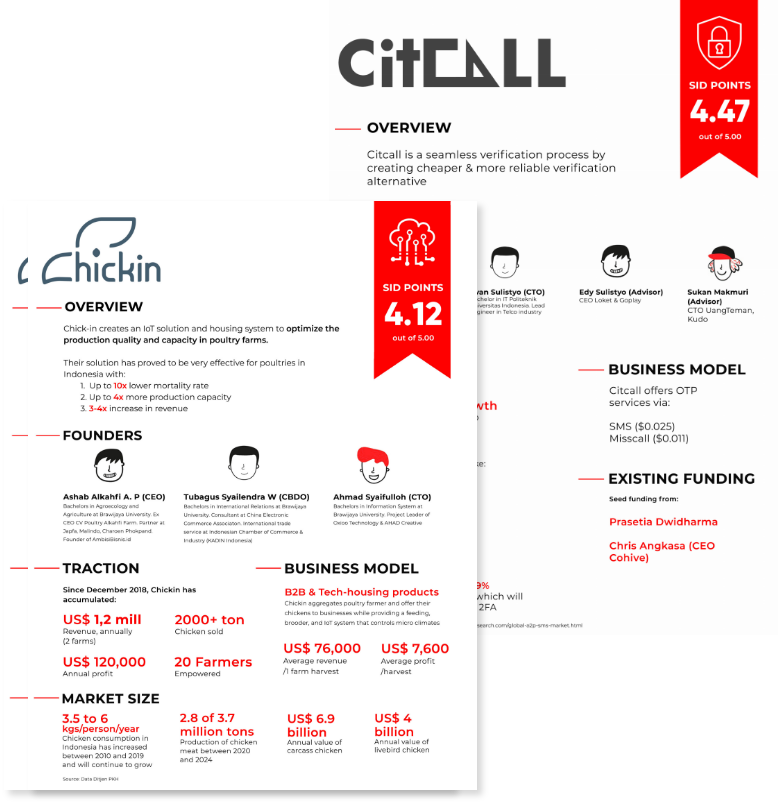 CitCALL
SID POINTS
4.47
out of 5.00
OVERVIEW
Citcall is a seamless verification process by
creating cheaper & more reliable verification
alternative
Sulistyo (CTO)
in IT Politeknik
Indonesia. Lead
in Telco industry
Edy Sulistyo (Advisor)
CEO Loket & Goplay
Sukan Makmuri
(Advisor)
CTO UangTeman,
Kudo
BUSINESS MODEL
Citcall offers OTP
services via:
SMS ($0.025)
Misscall ($0.011)
EXISTING FUNDING
Seed funding from:
Prasetia Dwidharma
Chris Angkasa (CEO
Cohive)
9%
which will
2FA
search.com/global-a2p-sms-market.html
Chickin
SID POINTS
4.12
out of 5.00
OVERVIEW
Chick-in creates an IoT solution and housing system to optimize the
production quality and capacity in poultry farms.
Their solution has proved to be very effective for poultries in
Indonesia with:
1. Up to 10x lower mortality rate
2. Up to 4x more production capacity
3. 3-4x increase in revenue
FOUNDERS
Ashab Alkahfi A. P (CEO)
Bachelors in Agroecology and
Agriculture at Brawijaya University. Ex
CEO CV Poultry Alkahfi Farm. Partner at
Japfa, Malindo, Charoen Phokpand.
Founder of AmbisBisnis.id
Tubagus Syailendra W (CBDO)
Bachelors in International Relations at Brawijaya
University. Consultant at China Electronic
Commerce Association. International trade
service at Indonesian Chamber of Commerce &
Industry (KADIN Indonesia)
Ahmad Syaifulloh (CTO)
Bachelors in Information System at
Brawijaya University. Project Leader of
Oxoo Technology & AHAD Creative
TRACTION
Since December 2018, Chickin has
accumulated:
US$ 1,2 mill
Revenue, annually
(2 farms)
2000+ ton
Chicken sold
US$ 120,000
Annual profit
20 Farmers
Empowered
BUSINESS MODEL
B2B & Tech-housing products
Chickin aggregates poultry farmer and offer their
chickens to businesses while providing a feeding,
brooder, and IoT system that controls micro climates
US$ 76,000
Average revenue
/1 farm harvest
US$ 7,600
Average profit
/harvest
MARKET SIZE
3.5 to 6
kgs/person/year
Chicken consumption in
Indonesia has increased
between 2010 and 2019
and will continue to grow
2.8 of 3.7
million tons
Production of chicken
meat between 2020
and 2024
US$ 6.9
billion
Annual value of
carcass chicken
US$ 4
billion
Annual value of
livebird chicken
Source: Data Dirjen PKH